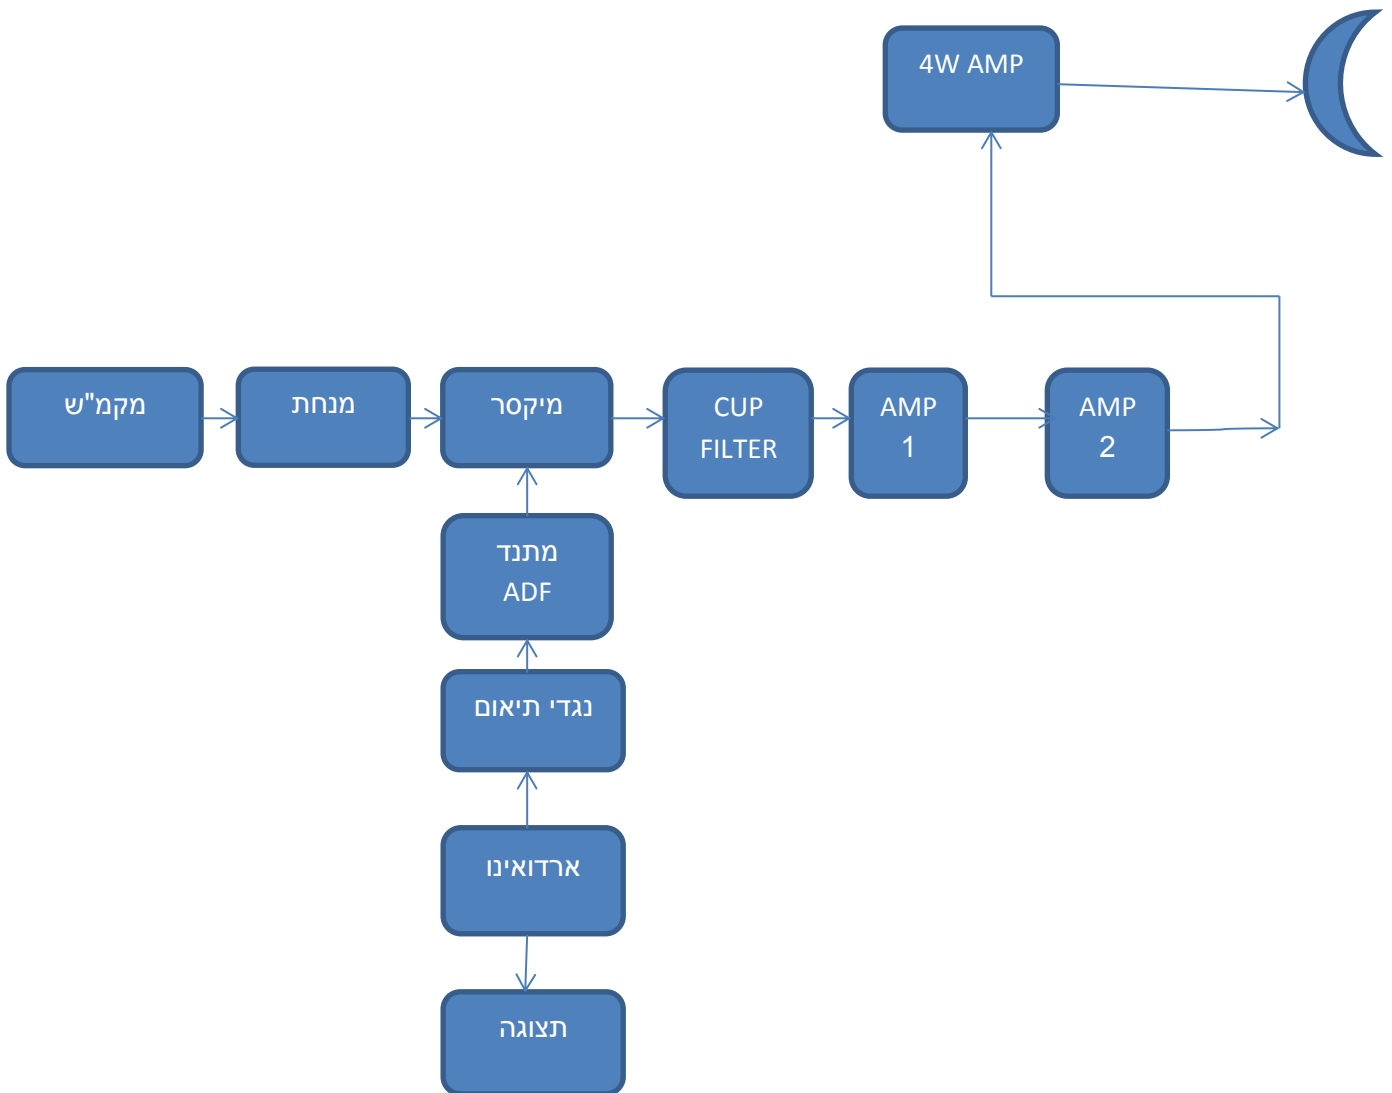 4W AMP
מקמ"ש
מנחת
מיקסר
CUP
FILTER
AMP
1
AMP
2
מתנד
ADF
נגדי תיאום
ארדואינו
תצוגה